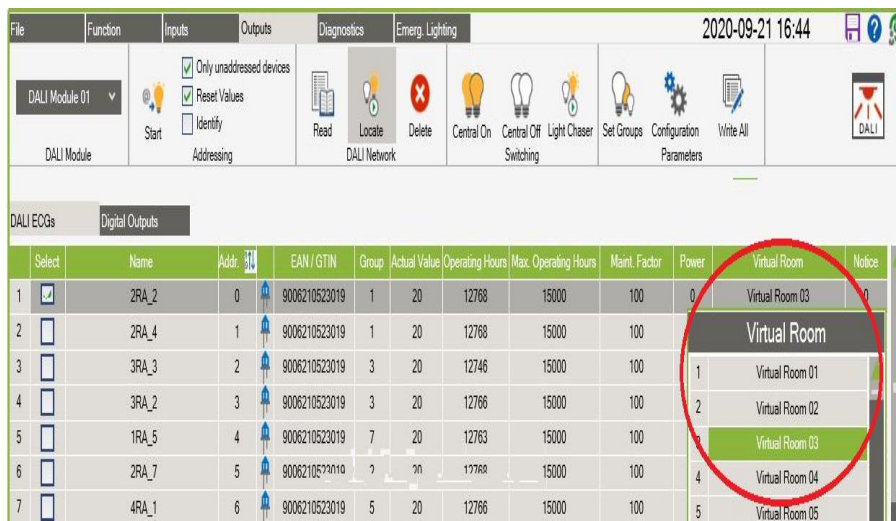 File Function Inputs Outputs Diagnostics Emerg. Lighting 2020-09-21 16:44
Only unaddressed devices
DALI Module 01 Reset Values
Identify
Start Read Locate Delete Central On Central Off Light Chaser Set Groups Configuration Write All DALI
DALI Module Addressing DALI Network Switching Parameters
DALI ECGs Digital Outputs
Select Name Addr. EAN / GTIN Group Actual Value Operating Hours Max. Operating Hours Maint. Factor Power Virtual Room Notice
1 2RA_2 0 9006210523019 1 20 12768 15000 100 0 Virtual Room 03 0
2 2RA_4 1 9006210523019 1 20 12768 15000 100 Virtual Room
3 3RA_3 2 9006210523019 3 20 12746 15000 100 1 Virtual Room 01
4 3RA_2 3 9006210523019 3 20 12766 15000 100 2 Virtual Room 02
5 1RA_5 4 9006210523019 7 20 12763 15000 100 3 Virtual Room 03
6 2RA_7 5 20 12768 15000 100 4 Virtual Room 04
7 4RA_1 6 9006210523019 5 20 12766 15000 100 5 Virtual Room 05